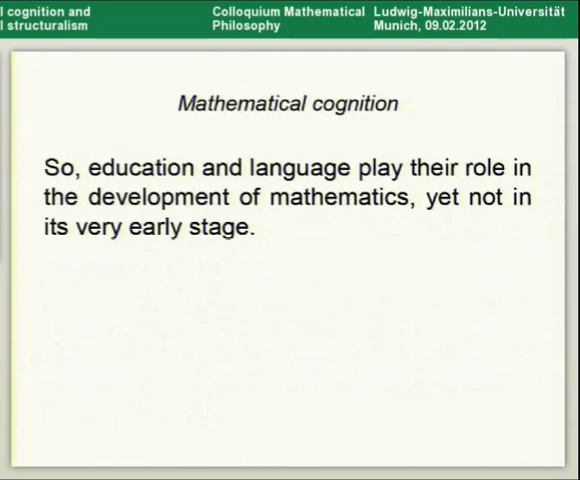 l cognition and
l structuralism
Colloquium Mathematical
Philosophy
Ludwig-Maximilians-Universität
Munich, 09.02.2012
Mathematical cognition
So, education and language play their role in
the development of mathematics, yet not in
its very early stage.